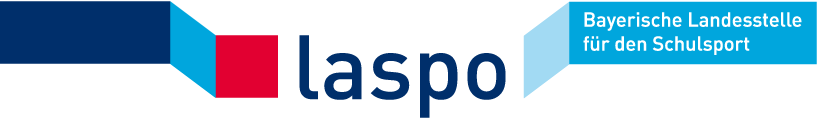 laspo
Bayerische Landesstelle
für den Schulsport